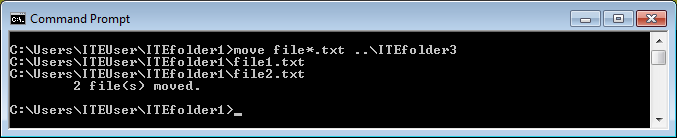 Command Prompt
C:\Users\ITEUser\ITEfolder1>move file*.txt ..\ITEfolder3
C:\Users\ITEUser\ITEfolder1\file1.txt
C:\Users\ITEUser\ITEfolder1\file2.txt
        2 file(s) moved.
C:\Users\ITEUser\ITEfolder1>_